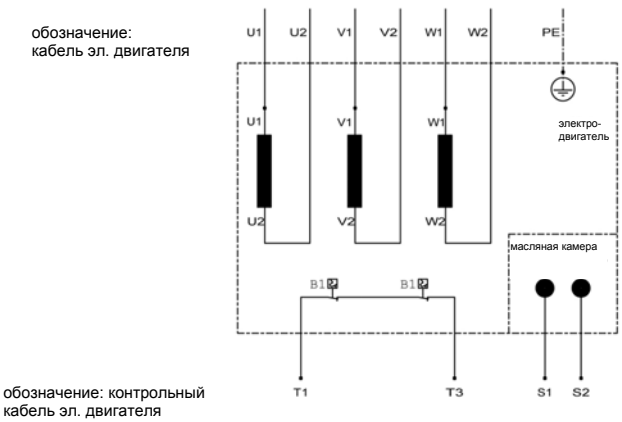 обозначение:
кабель эл. двигателя
U1 U2 V1 V2 W1 W2 PE
электро-
двигатель
U1 V1 W1
U2 V2 W2
масляная камера
B1 B1
T1 T3 S1 S2
обозначение: контрольный
кабель эл. двигателя